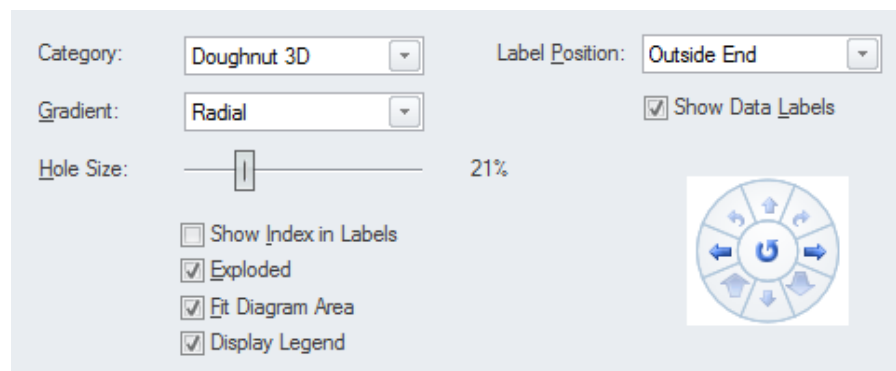 Category: Doughnut 3D Label Position: Outside End
Gradient: Radial Show Data Labels
Hole Size: 21%
Show Index in Labels
Exploded
Fit Diagram Area
Display Legend